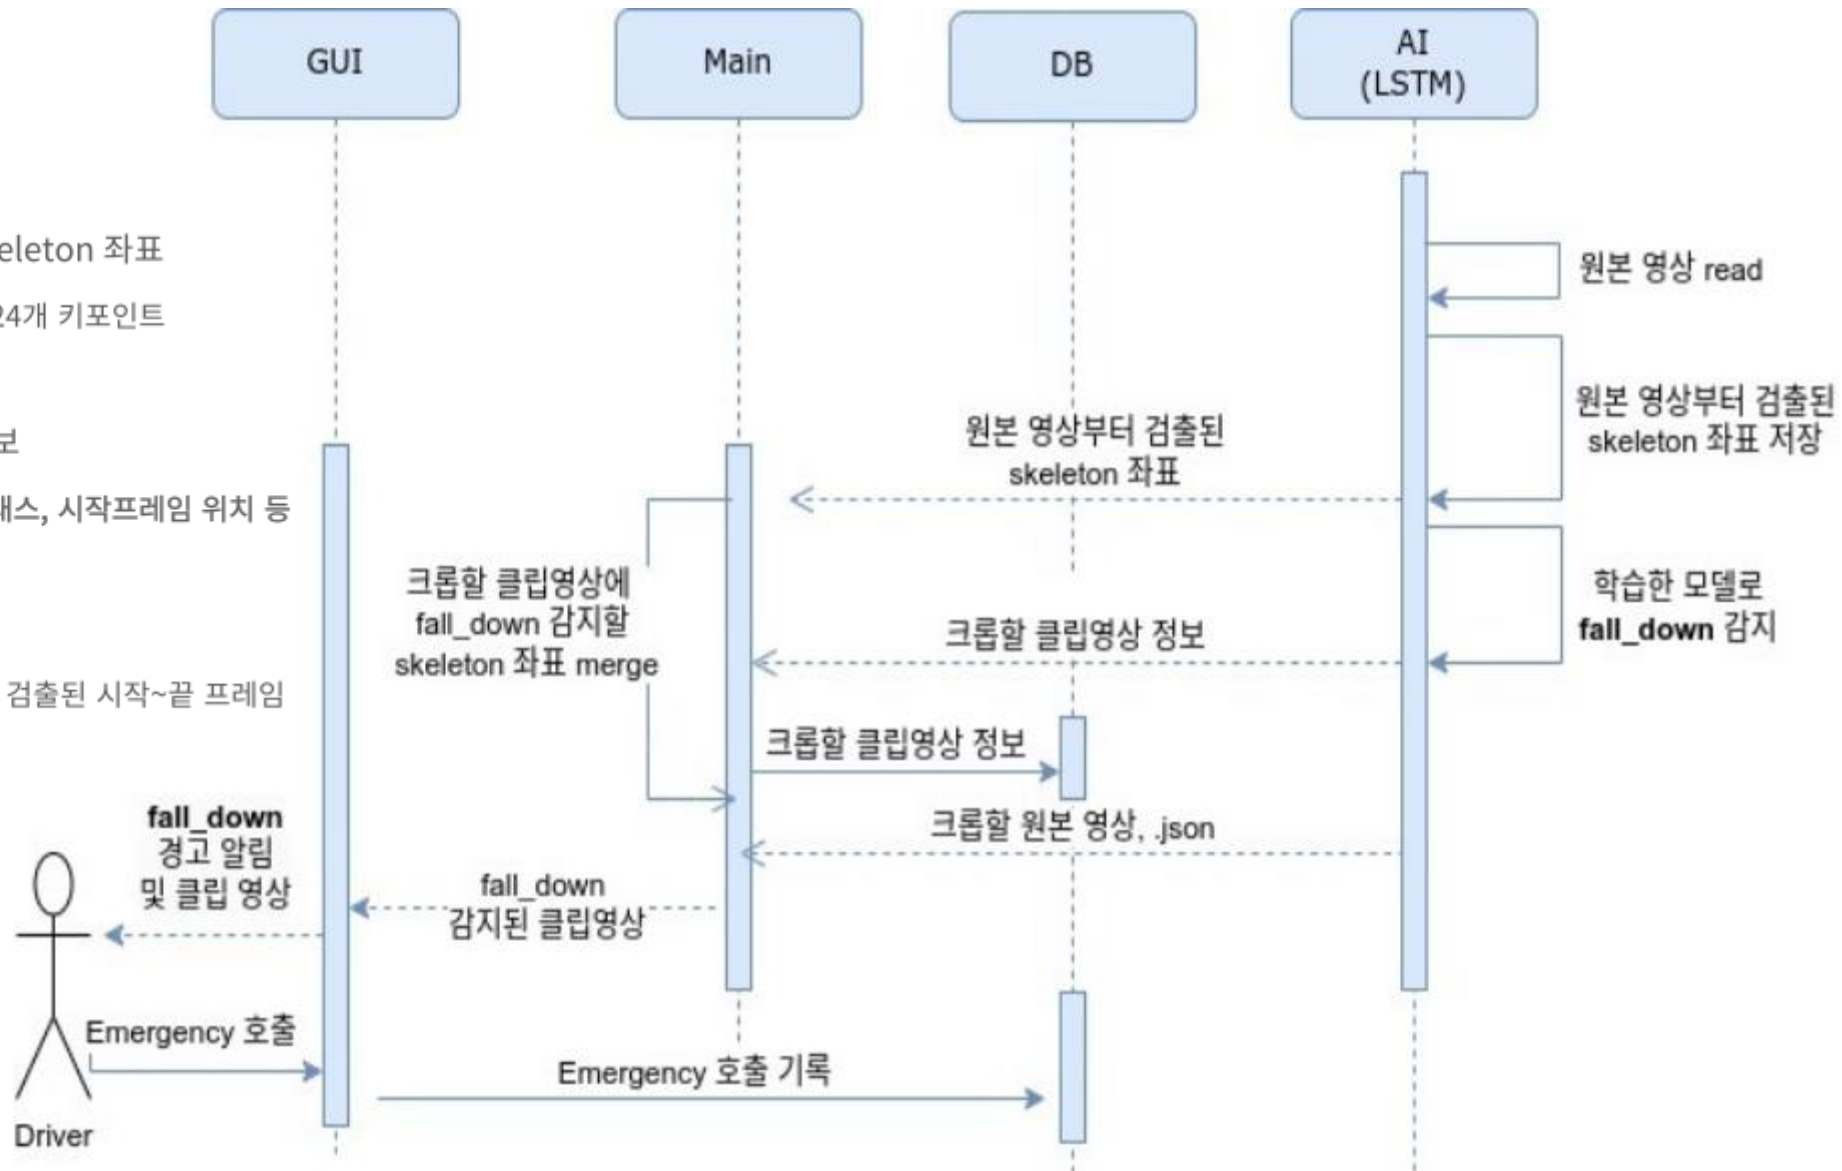 GUI
Main
DB
AI
(LSTM)
eleton 좌표
24개 키포인트
보
래스, 시작프레임 위치 등
검출된 시작~끝 프레임
원본 영상 read
원본 영상부터 검출된
skeleton 좌표 저장
원본 영상부터 검출된
skeleton 좌표
학습한 모델로
fall_down 감지
크롭할 클립영상에
fall_down 감지할
skeleton 좌표 merge
크롭할 클립영상 정보
크롭할 클립영상 정보
크롭할 원본 영상, .json
fall_down
경고 알림
및 클립 영상
fall_down
감지된 클립영상
Emergency 호출
Emergency 호출 기록
Driver